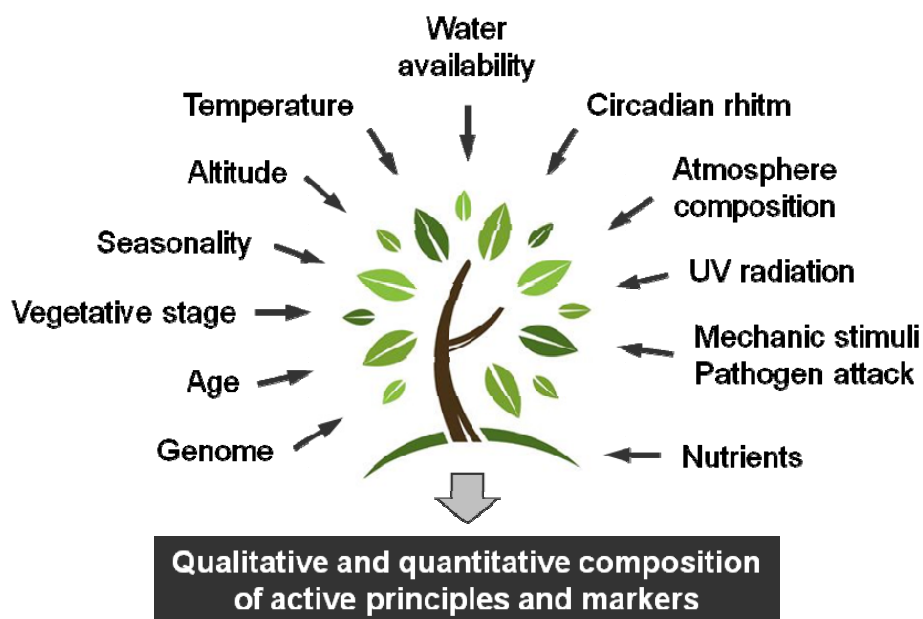 Water
availability
Temperature
Circadian rhitm
Altitude
Atmosphere
composition
Seasonality
UV radiation
Vegetative stage
Mechanic stimuli
Pathogen attack
Age
Genome
Nutrients
Qualitative and quantitative composition
of active principles and markers